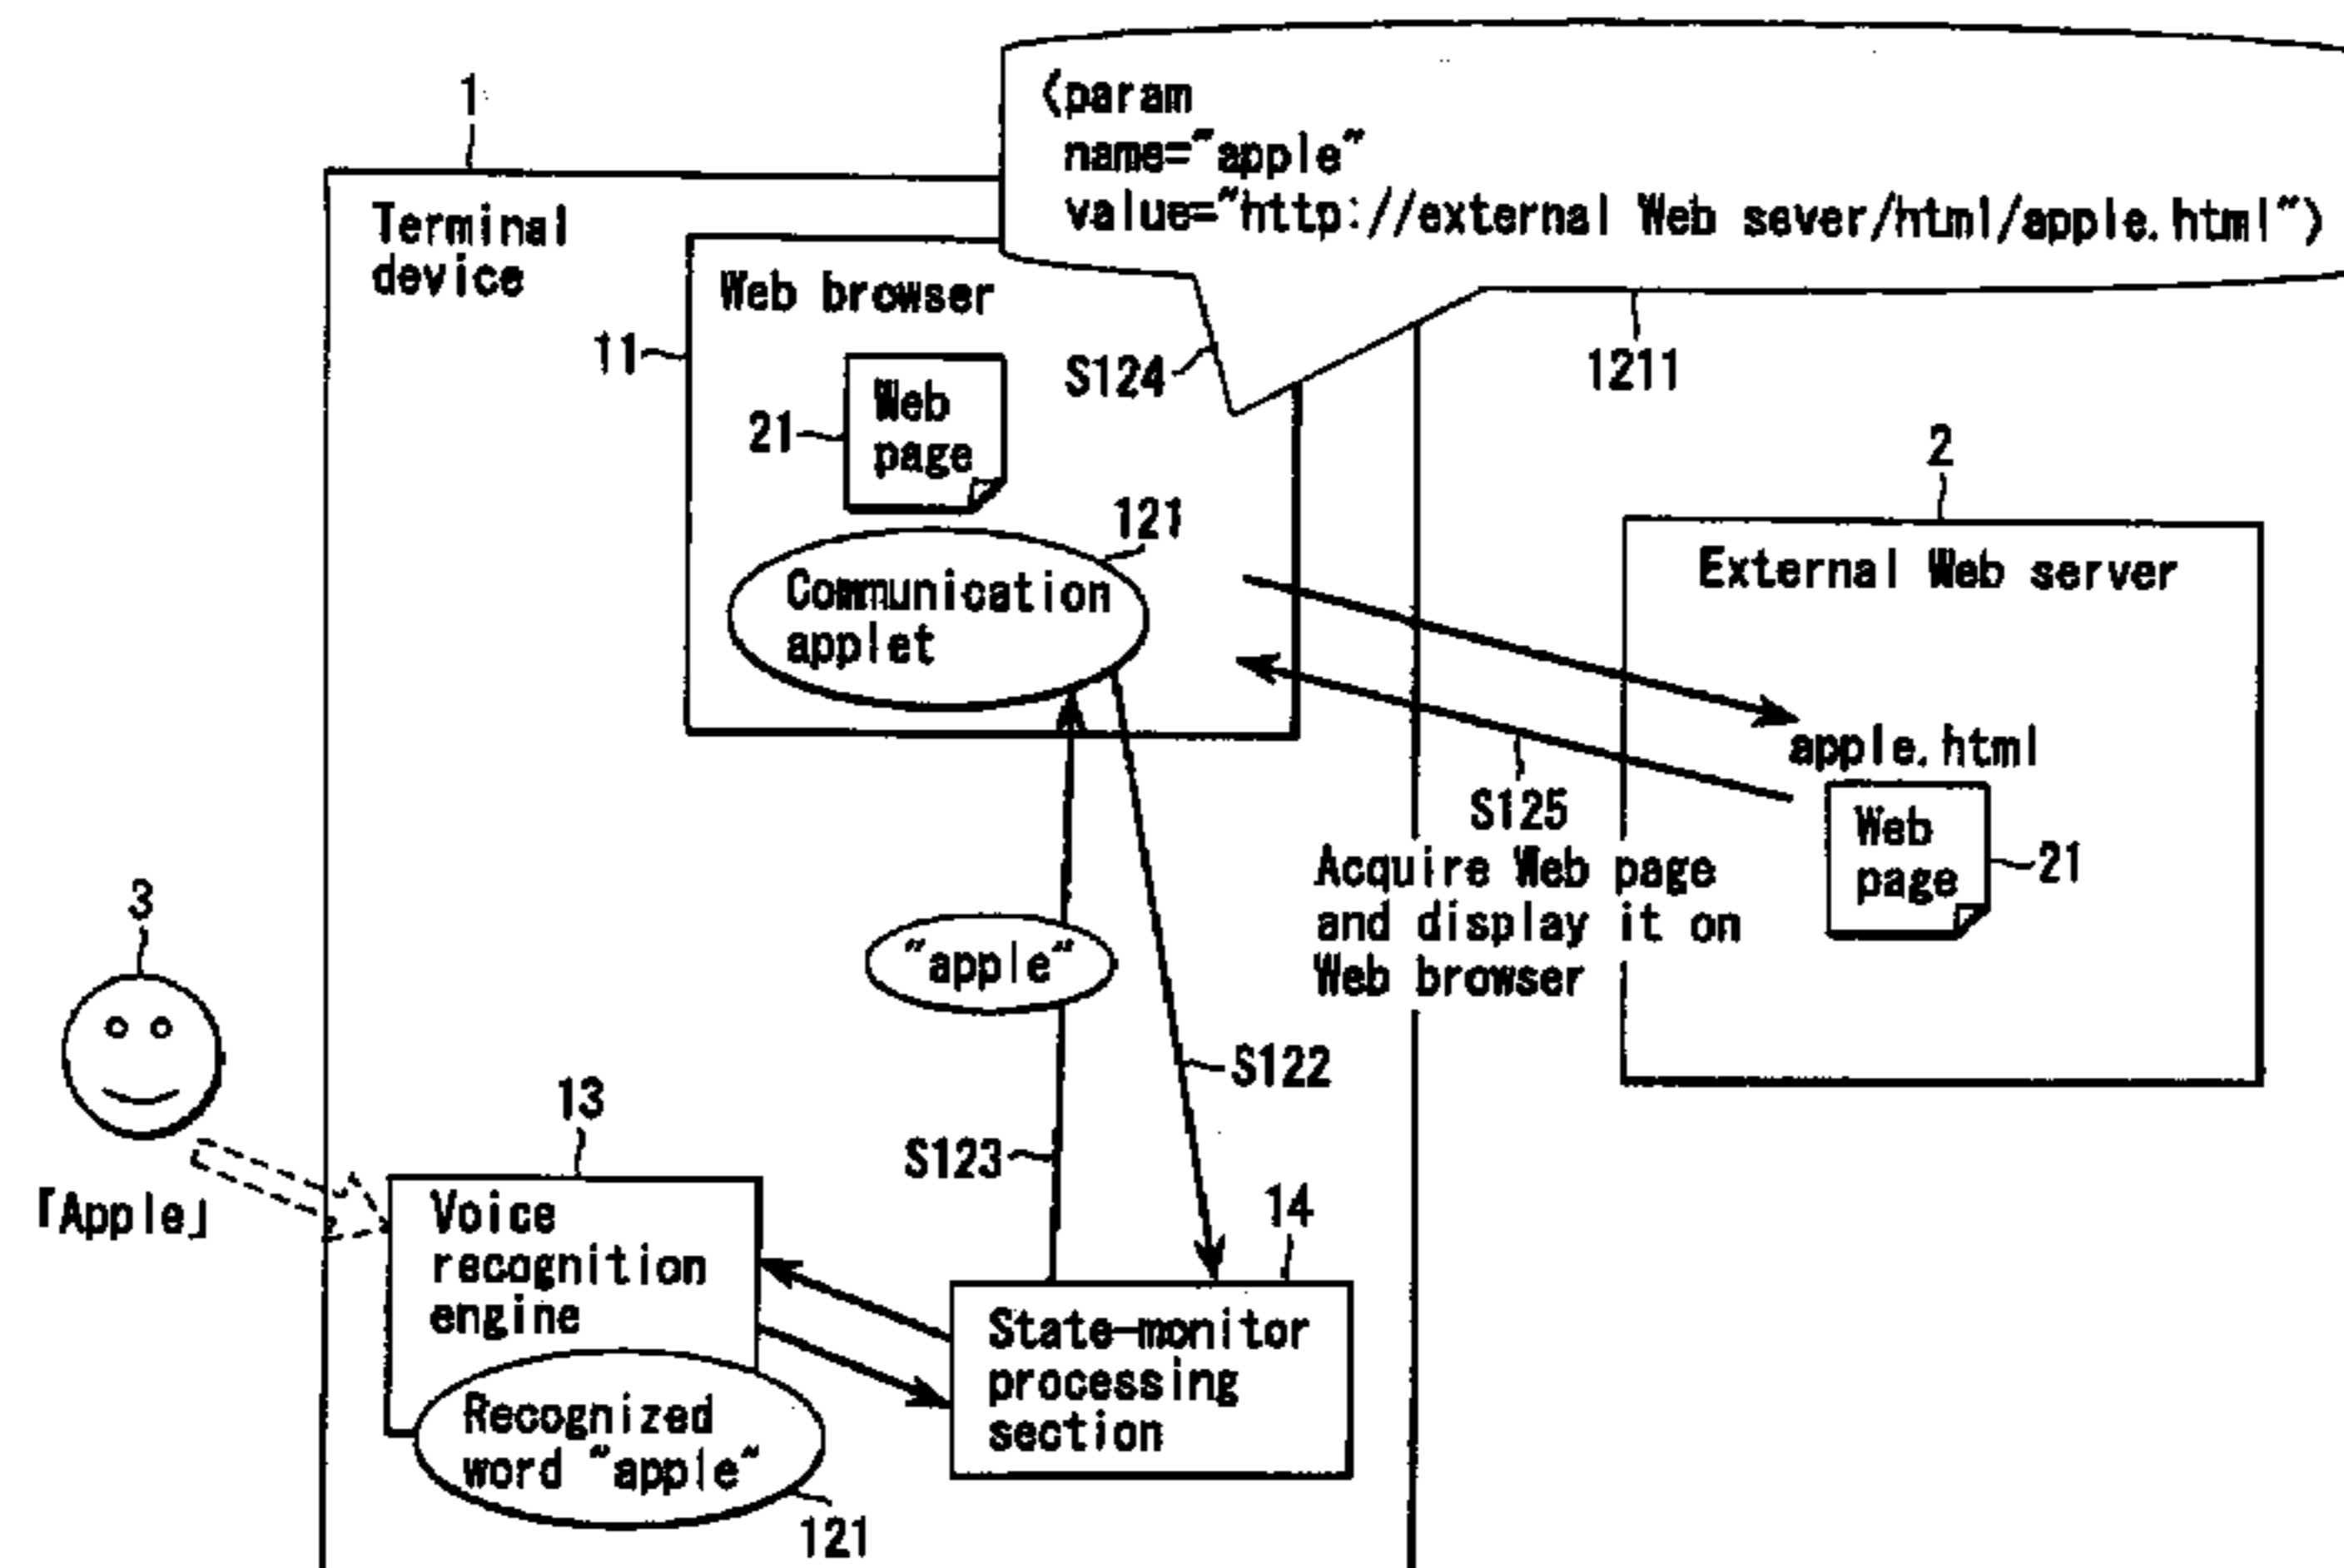 1
(param
name="apple"
value="http://external Web sever/html/apple.html")
Terminal
device
Web browser
11
S124
1211
21
Web
page
2
121
External Web server
Communication
applet
apple.html
S125
Web
page
21
Acquire Web page
and display it on
Web browser
3
"apple"
S122
13
S123
「Apple」
14
Voice
recognition
engine
State-monitor
processing
section
Recognized
word "apple"
121